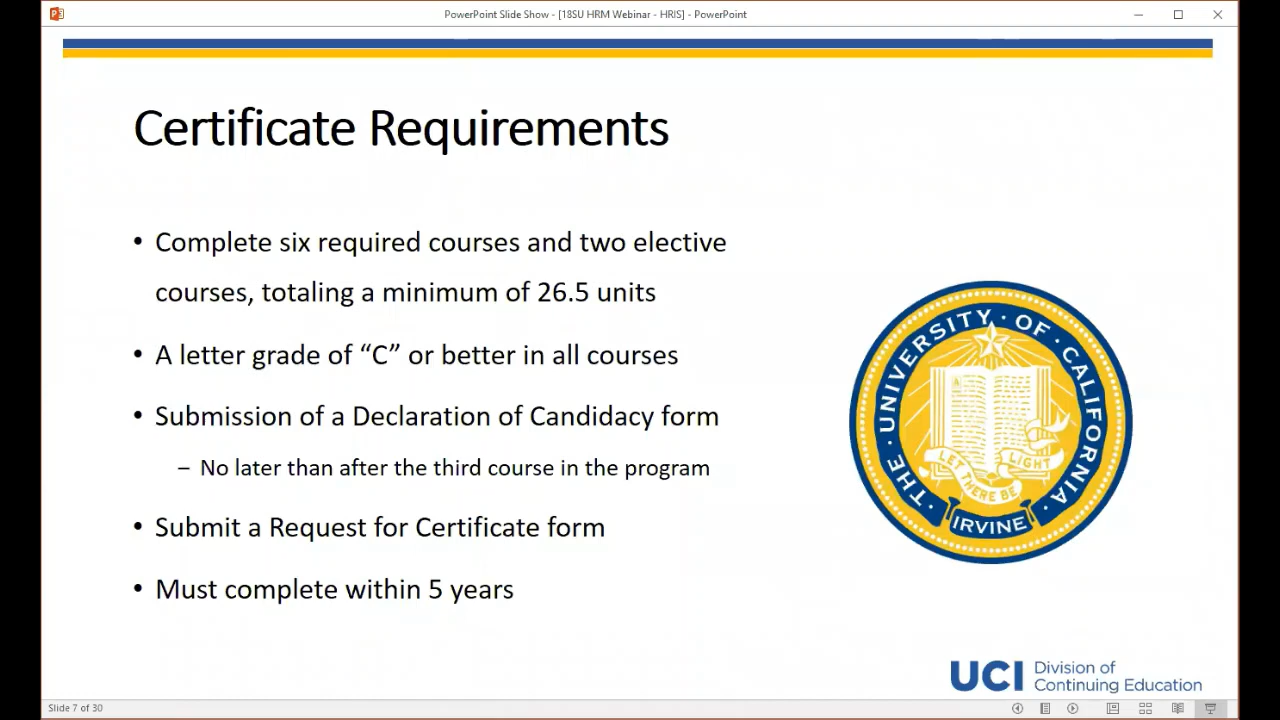 PowerPoint Slide Show - [18SU HRM Webinar - HRIS] - PowerPoint
Certificate Requirements
• Complete six required courses and two elective
courses, totaling a minimum of 26.5 units
• A letter grade of “C” or better in all courses
• Submission of a Declaration of Candidacy form
– No later than after the third course in the program
• Submit a Request for Certificate form
• Must complete within 5 years
· THE · UNIVERSITY · OF · CALIFORNIA ·
LET THERE BE LIGHT
IRVINE
UCI Division of
Continuing Education
Slide 7 of 30